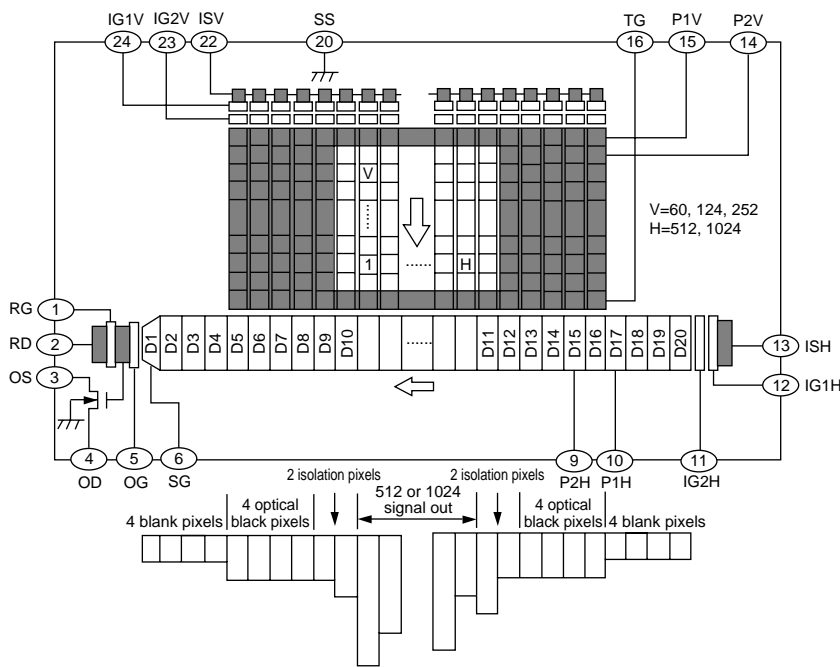 IG1V IG2V ISV SS TG P1V P2V
24 23 22 20 16 15 14
V
1 ...... H
V=60, 124, 252
H=512, 1024
RG 1
RD 2
OS 3
D1 D2 D3 D4 D5 D6 D7 D8 D9 D10 ...... D11 D12 D13 D14 D15 D16 D17 D18 D19 D20
13 ISH
12 IG1H
4 5 6 9 10 11
OD OG SG P2H P1H IG2H
2 isolation pixels 2 isolation pixels
4 blank pixels
4 optical
black pixels
512 or 1024
signal out
4 optical
black pixels
4 blank pixels